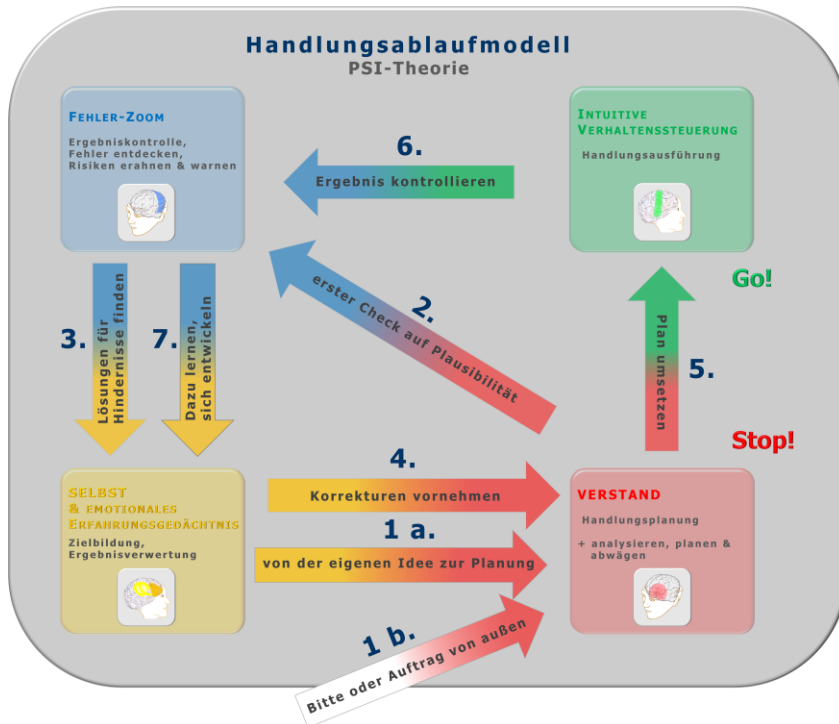 Handlungsablaufmodell
PSI-Theorie
FEHLER-ZOOM
Ergebniskontrolle,
Fehler entdecken,
Risiken erahnen & warnen
6.
Ergebnis kontrollieren
INTUITIVE
VERHALTENSSTEUERUNG
Handlungsausführung
2.
erster Check auf Plausibilität
3.
Lösungen für
Hindernisse finden
7.
Dazu lernen,
sich entwickeln
Go!
Plan umsetzen
5.
Stop!
SELBST
& EMOTIONALES
ERFAHRUNGSGEDÄCHTNIS
Zielbildung,
Ergebnisverwertung
4.
Korrekturen vornehmen
1 a.
von der eigenen Idee zur Planung
VERSTAND
Handlungsplanung
+ analysieren, planen &
abwägen
1 b.
Bitte oder Auftrag von außen